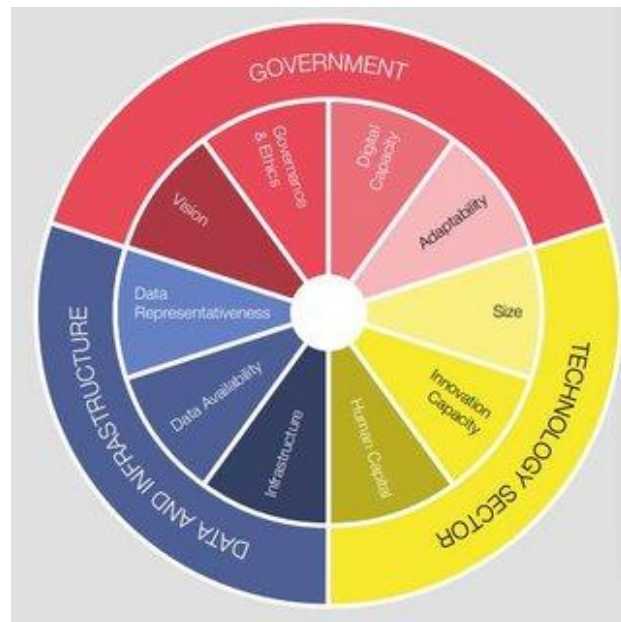 GOVERNMENT
Vision
Governance
& Ethics
Digital
Capacity
Adaptability
Data
Representativeness
Size
Data Availability
Infrastructure
Human Capital
Innovation
Capacity
DATA AND INFRASTRUCTURE
TECHNOLOGY SECTOR